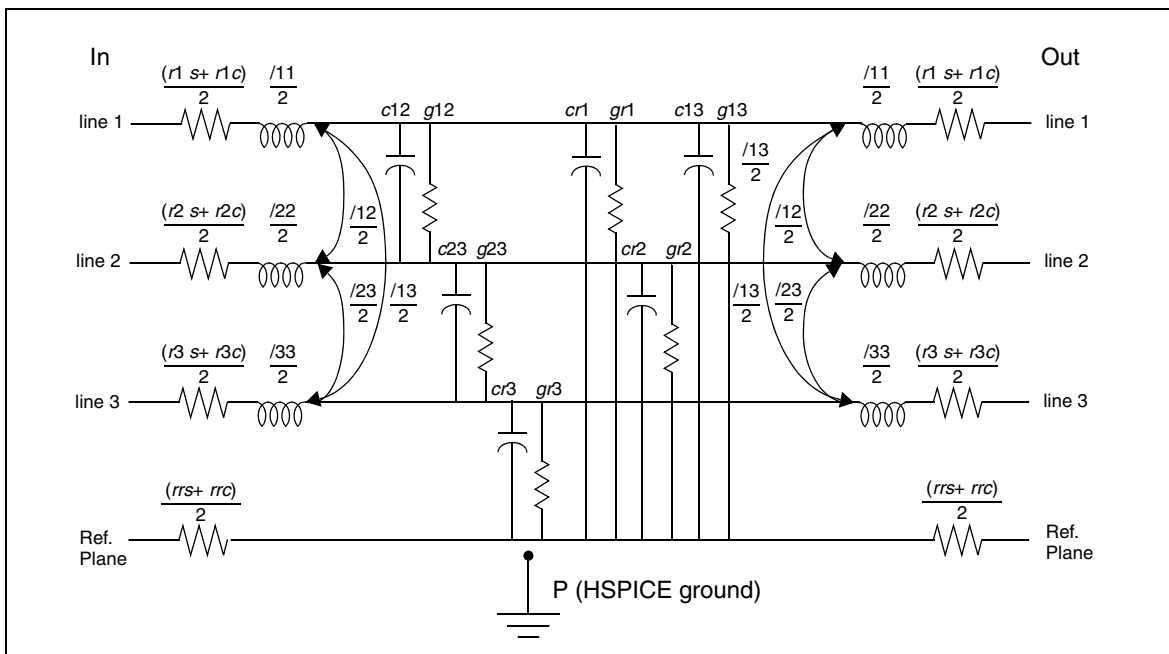 In
Out
(r1 s+ r1c)
2
/11
2
/11
2
(r1 s+ r1c)
2
line 1
c12
g12
cr1
gr1
c13
g13
line 1
/13
2
(r2 s+ r2c)
2
/22
2
/12
2
/12
2
/22
2
(r2 s+ r2c)
2
line 2
c23
g23
cr2
gr2
line 2
/23
2
/13
2
/13
2
/23
2
(r3 s+ r3c)
2
/33
2
/33
2
(r3 s+ r3c)
2
line 3
cr3
gr3
line 3
(rrs+ rrc)
2
(rrs+ rrc)
2
Ref.
Plane
Ref.
Plane
P (HSPICE ground)